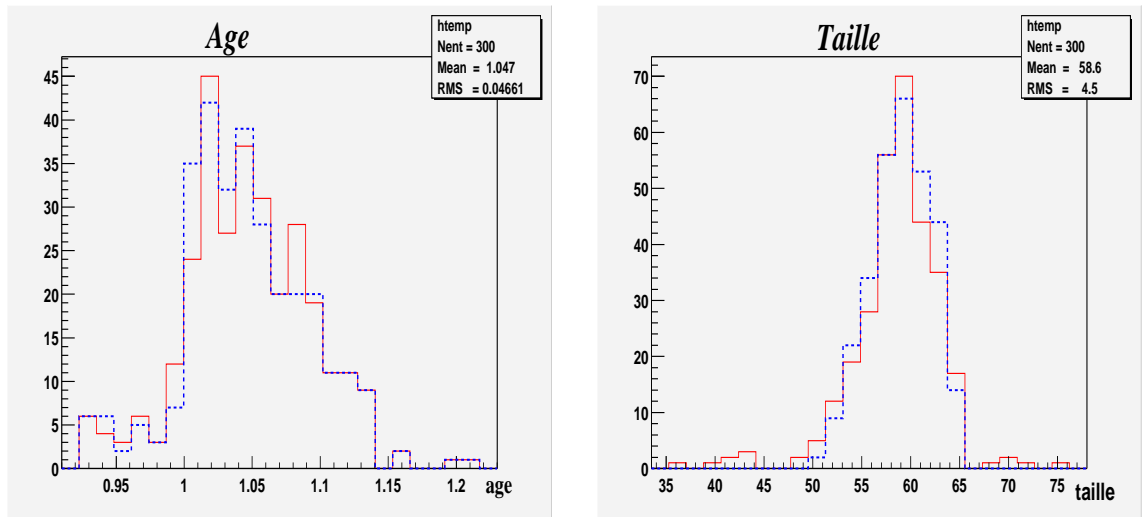 Age
htemp
Nent = 300
Mean = 1.047
RMS = 0.04661
45
40
35
30
25
20
15
10
5
0
0.95 1 1.05 1.1 1.15 1.2
age
Taille
htemp
Nent = 300
Mean = 58.6
RMS = 4.5
70
60
50
40
30
20
10
0
35 40 45 50 55 60 65 70 75
taille